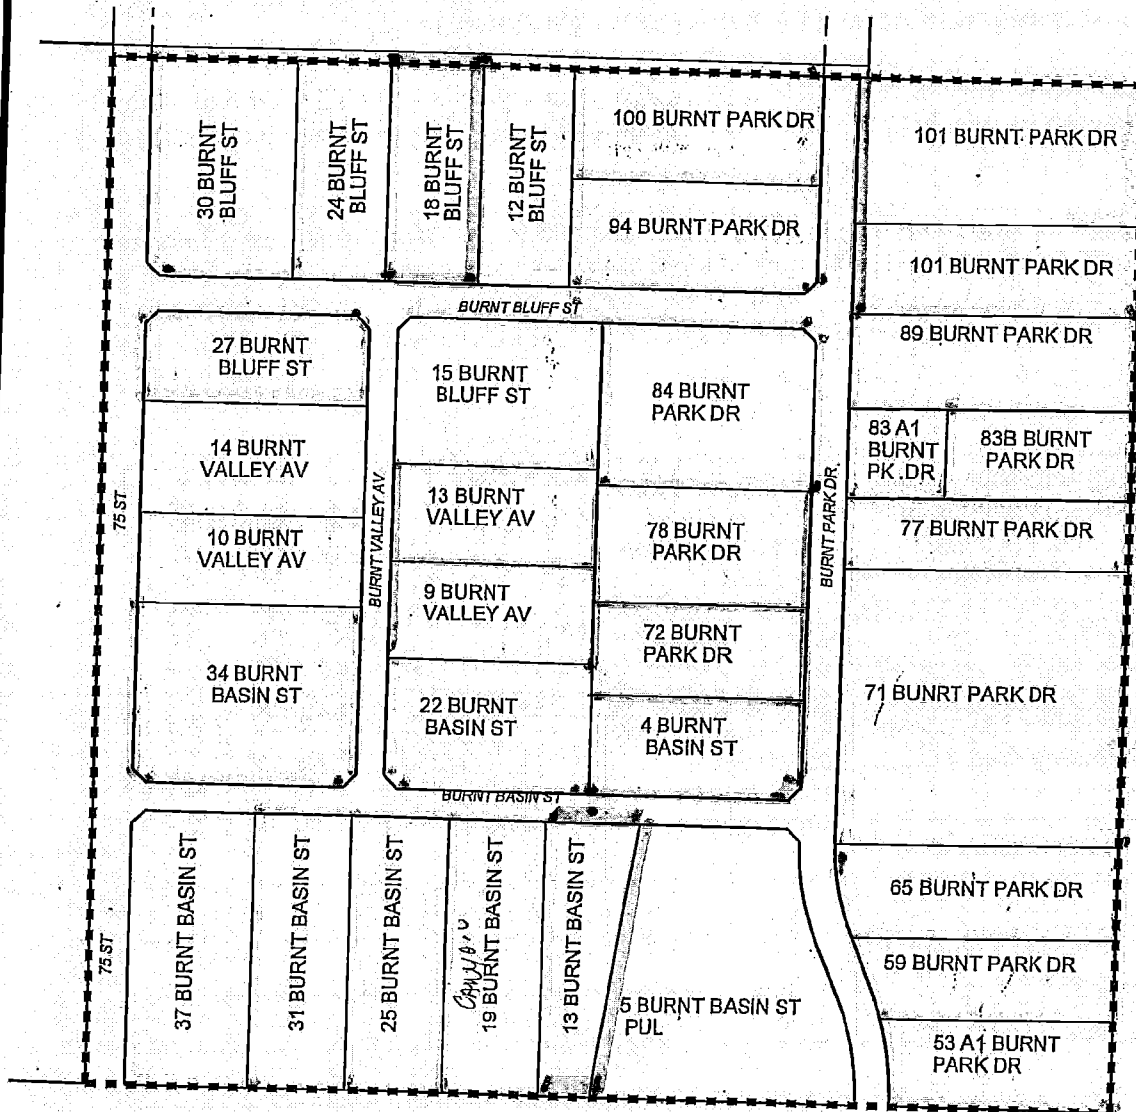 30 BURNT
BLUFF ST
24 BURNT
BLUFF ST
18 BURNT
BLUFF ST
12 BURNT
BLUFF ST
100 BURNT PARK DR
94 BURNT PARK DR
101 BURNT PARK DR
101 BURNT PARK DR
BURNT BLUFF ST
27 BURNT
BLUFF ST
15 BURNT
BLUFF ST
84 BURNT
PARK DR
89 BURNT PARK DR
14 BURNT
VALLEY AV
83 A1
BURNT
PK.DR
83B BURNT
PARK DR
75 ST
BURNT VALLEY AV
13 BURNT
VALLEY AV
78 BURNT
PARK DR
BURNT PARK DR
77 BURNT PARK DR
10 BURNT
VALLEY AV
9 BURNT
VALLEY AV
72 BURNT
PARK DR
34 BURNT
BASIN ST
22 BURNT
BASIN ST
4 BURNT
BASIN ST
71 BUNRT PARK DR
BURNT BASIN ST
75 ST
37 BURNT BASIN ST
31 BURNT BASIN ST
25 BURNT BASIN ST
19 BURNT BASIN ST
13 BURNT BASIN ST
5 BURNT BASIN ST
PUL
65 BURNT PARK DR
59 BURNT PARK DR
53 A1 BURNT
PARK DR